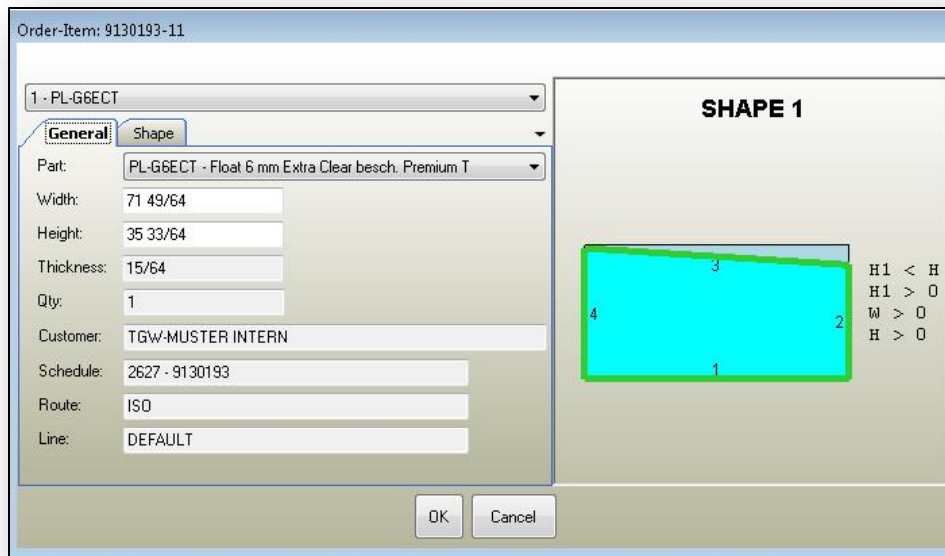 Order-Item: 9130193-11
1 - PL-G6ECT
General Shape
Part: PL-G6ECT - Float 6 mm Extra Clear besch. Premium T
Width: 71 49/64
Height: 35 33/64
Thickness: 15/64
Qty: 1
Customer: TGW-MUSTER INTERN
Schedule: 2627 - 9130193
Route: ISO
Line: DEFAULT
OK Cancel
SHAPE 1
3
4
2
1
H1 < H
H1 > 0
W > 0
H > 0